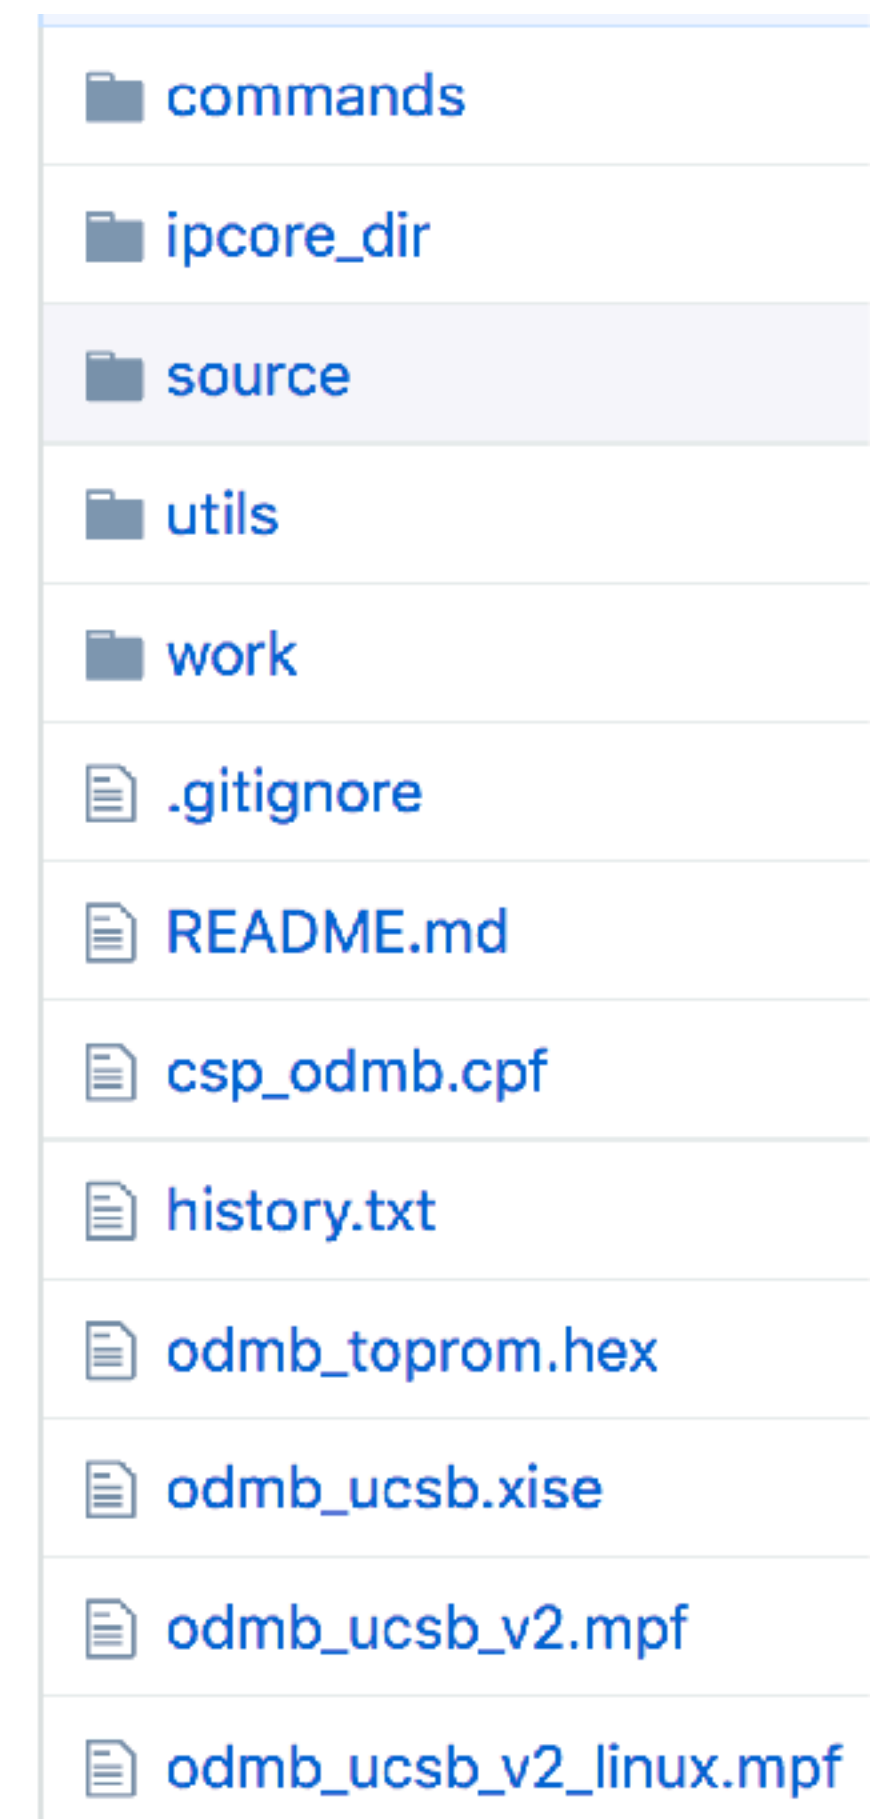 commands
ipcore_dir
source
utils
work
.gitignore
README.md
csp_odmb.cpf
history.txt
odmb_toprom.hex
odmb_ucsb.xise
odmb_ucsb_v2.mpf
odmb_ucsb_v2_linux.mpf